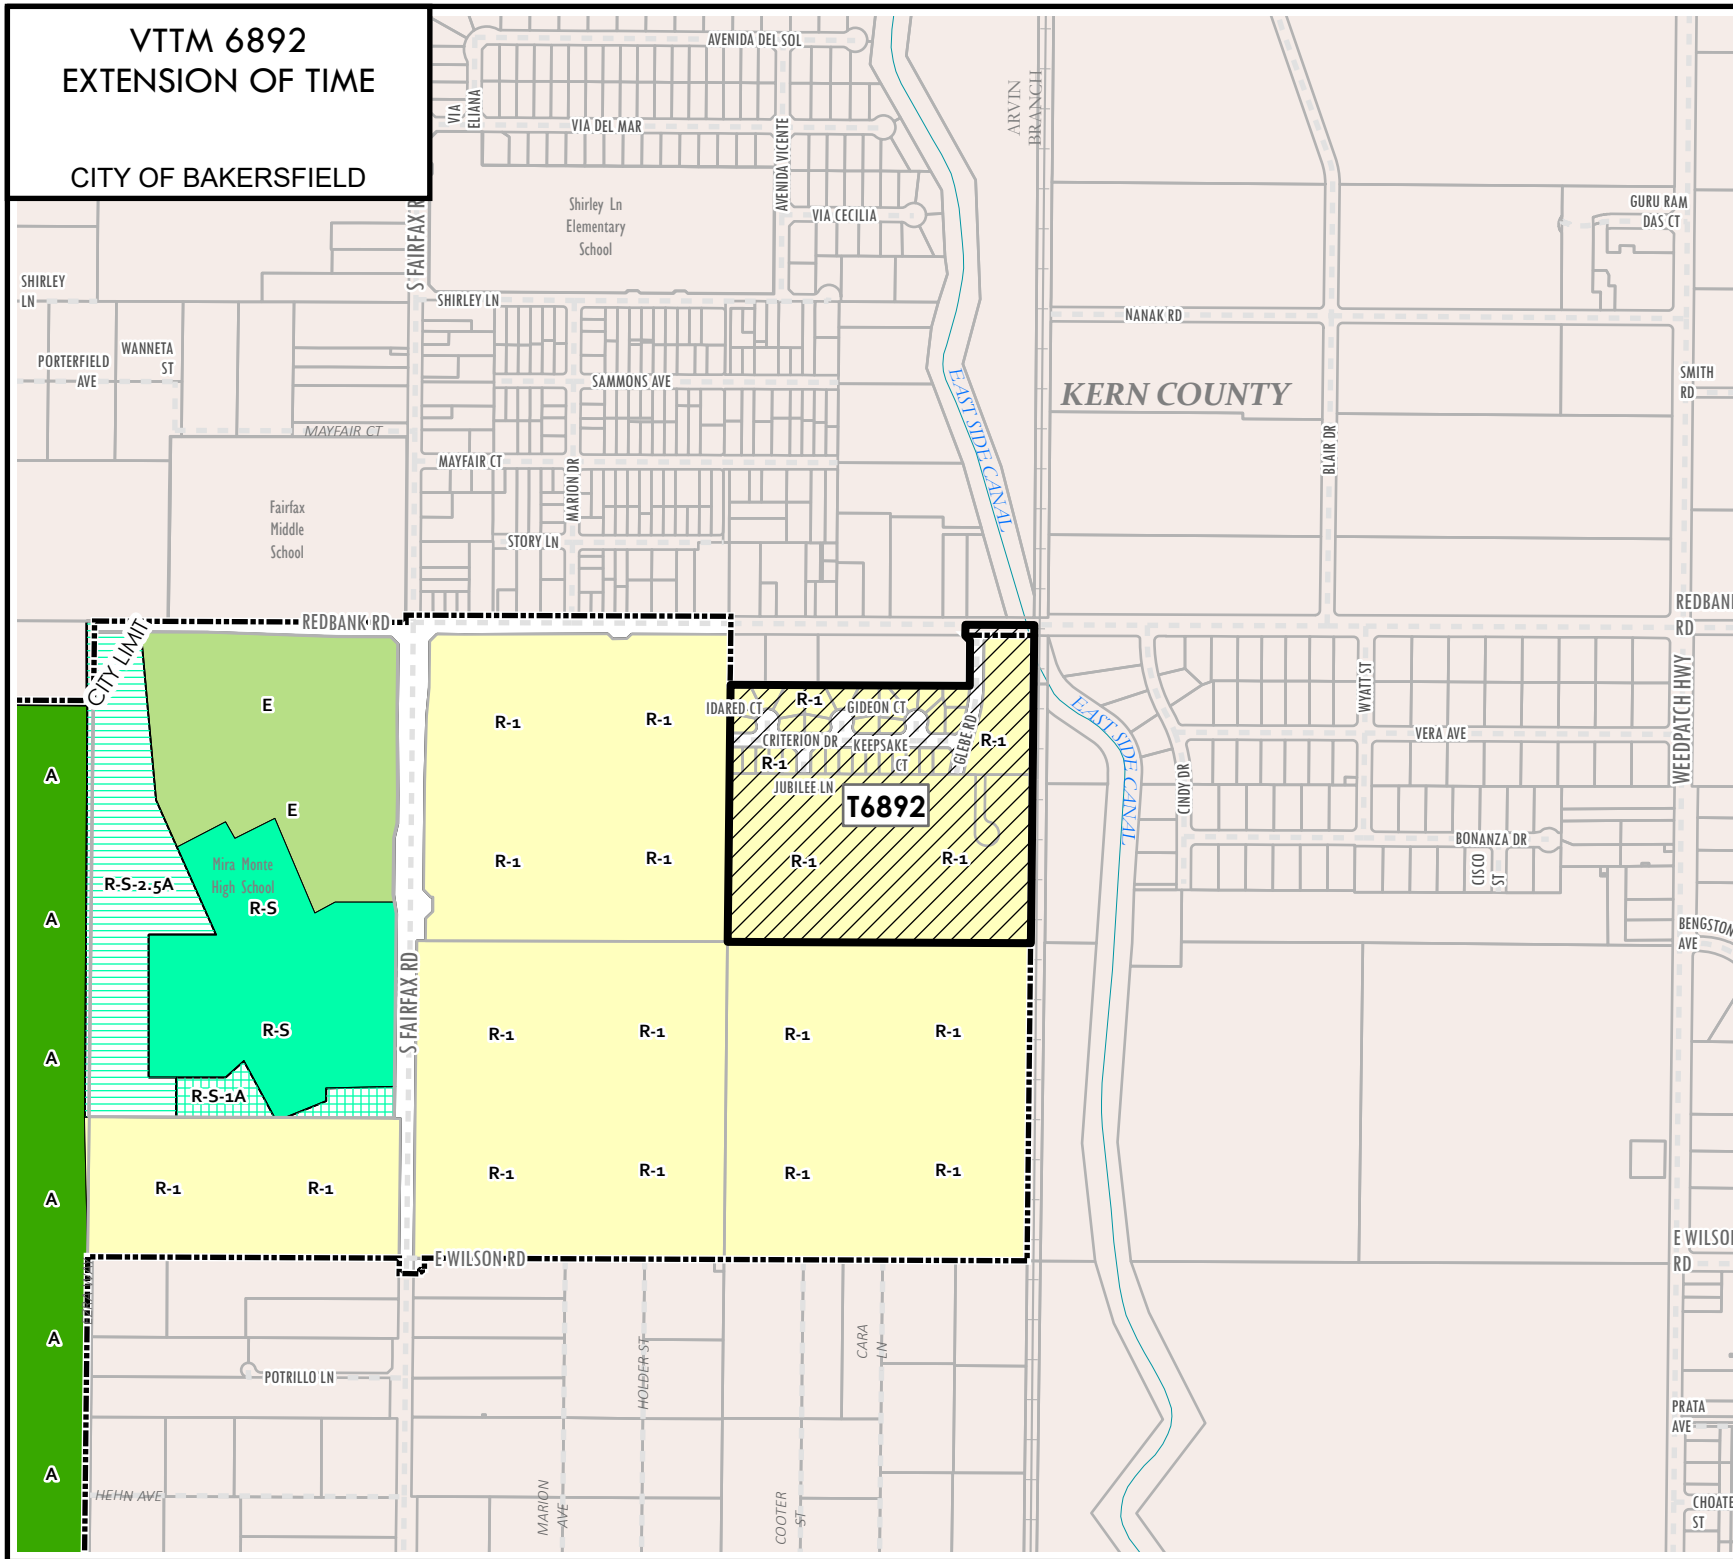 VTTM 6892
EXTENSION OF TIME
CITY OF BAKERSFIELD
AVENIDA DEL SOL
VIA
ELIANA
VIA DEL MAR
AVENIDA VICENTE
VIA CECILIA
ARVIN
BRANCH
Shirley Ln
Elementary
School
S FAIRFAX R
GURU RAM
DAS CT
SHIRLEY
LN
SHIRLEY LN
NANAK RD
PORTERFIELD
AVE
WANNETA
ST
SAMMONS AVE
EAST SIDE CANAL
KERN COUNTY
SMITH
RD
MAYFAIR CT
MAYFAIR CT
MARION DR
BLAIR DR
Fairfax
Middle
School
STORY LN
REDBANK RD
CITY LIMIT
REDBANK
RD
E
R-1
R-1
IDARED CT
R-1
GIDEON CT
GLEBE RD
R-1
CRITERION DR
KEEPSAKE
CT
R-1
JUBILEE LN
T6892
EAST SIDE CANAL
WYATT ST
VERA AVE
WEEDPATCH HWY
CINDY DR
A
E
BONANZA DR
CISCO
ST
Mira Monte
High School
R-S-2.5A
R-S
R-1
R-1
R-1
R-1
A
BENGSTON
AVE
S FAIRFAX RD
R-S
R-1
R-1
R-1
R-1
A
R-S-1A
R-1
R-1
R-1
R-1
R-1
R-1
A
E WILSON RD
E WILSON
RD
A
POTRILLO LN
HOLDER ST
CARA
LN
PRATA
AVE
A
HEHN AVE
MARION
AVE
COOTER
ST
CHOATE
ST